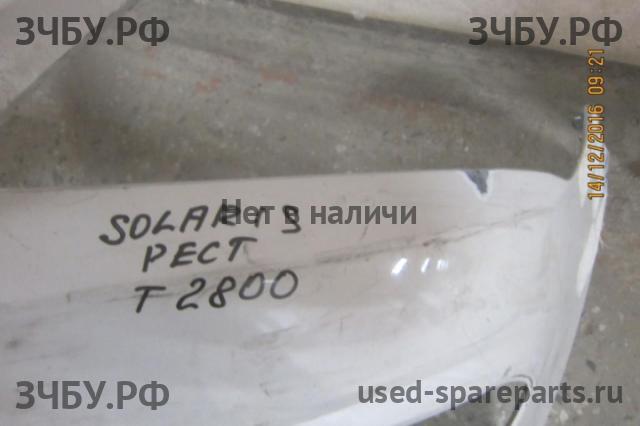 ЗЧБУ.РФ ЗЧБУ.РФ
14/12/2016 09:21
Нет в наличи
SOLARIS
РЕСТ
Т 2800
ЗЧБУ.РФ used-spareparts.ru